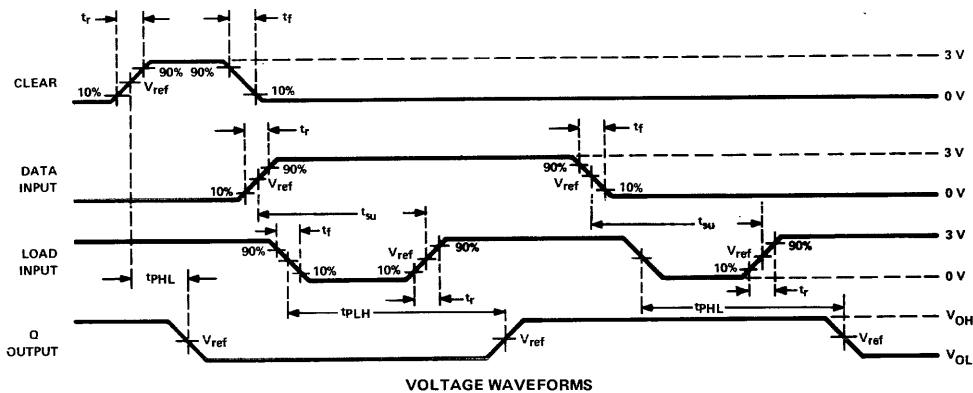 tr
tf
3 V
CLEAR
90%
90%
Vref
10%
10%
0 V
tr
tf
3 V
DATA
INPUT
90%
90%
Vref
Vref
10%
10%
0 V
tsu
tsu
tf
3 V
LOAD
INPUT
90%
Vref
90%
Vref
90%
10%
10%
10%
0 V
tPHL
tr
tr
tPLH
tPHL
VOH
Q
OUTPUT
Vref
Vref
Vref
VOL
VOLTAGE WAVEFORMS